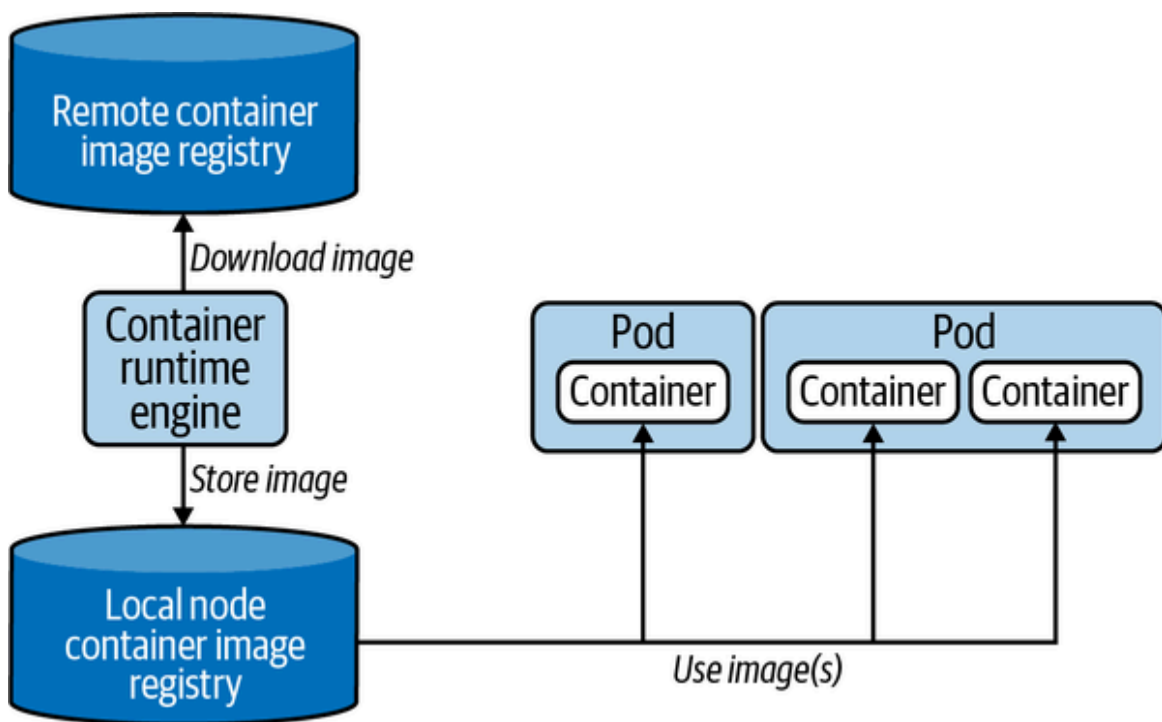 Remote container
image registry
Download image
Container
runtime
engine
Store image
Local node
container image
registry
Pod
Container
Pod
Container
Container
Use image(s)